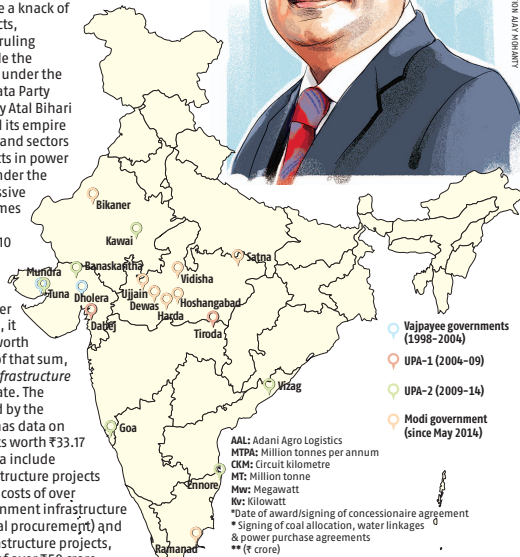 e a knack of
cts,
ruling
le the
under the
ata Party
y Atal Bihari
l its empire
and sectors
cts in power
nder the
ssive
mes
10
er
, it
worth
of that sum,
frastructure
ate. The
d by the
has data on
ts worth ₹33.17
a include
structure projects
costs of over
nment infrastructure
al procurement) and
astructure projects,
ION AJAY MOHANTY
Bikaner
Kawai
Banaskantha
Satna
Mundra
Tuna
Dholera
Ujjain
Vidisha
Dewas
Hoshangabad
Harda
Dahej
Tiroda
Vizag
Goa
Ennore
Ramanad
Vajpayee governments
(1998–2004)
UPA-1 (2004–09)
UPA-2 (2009–14)
Modi government
(since May 2014)
AAL: Adani Agro Logistics
MTPA: Million tonnes per annum
CKM: Circuit kilometre
MT: Million tonne
Mw: Megawatt
Kv: Kilowatt
*Date of award/signing of concessionaire agreement
* Signing of coal allocation, water linkages
& power purchase agreements
** (₹ crore)